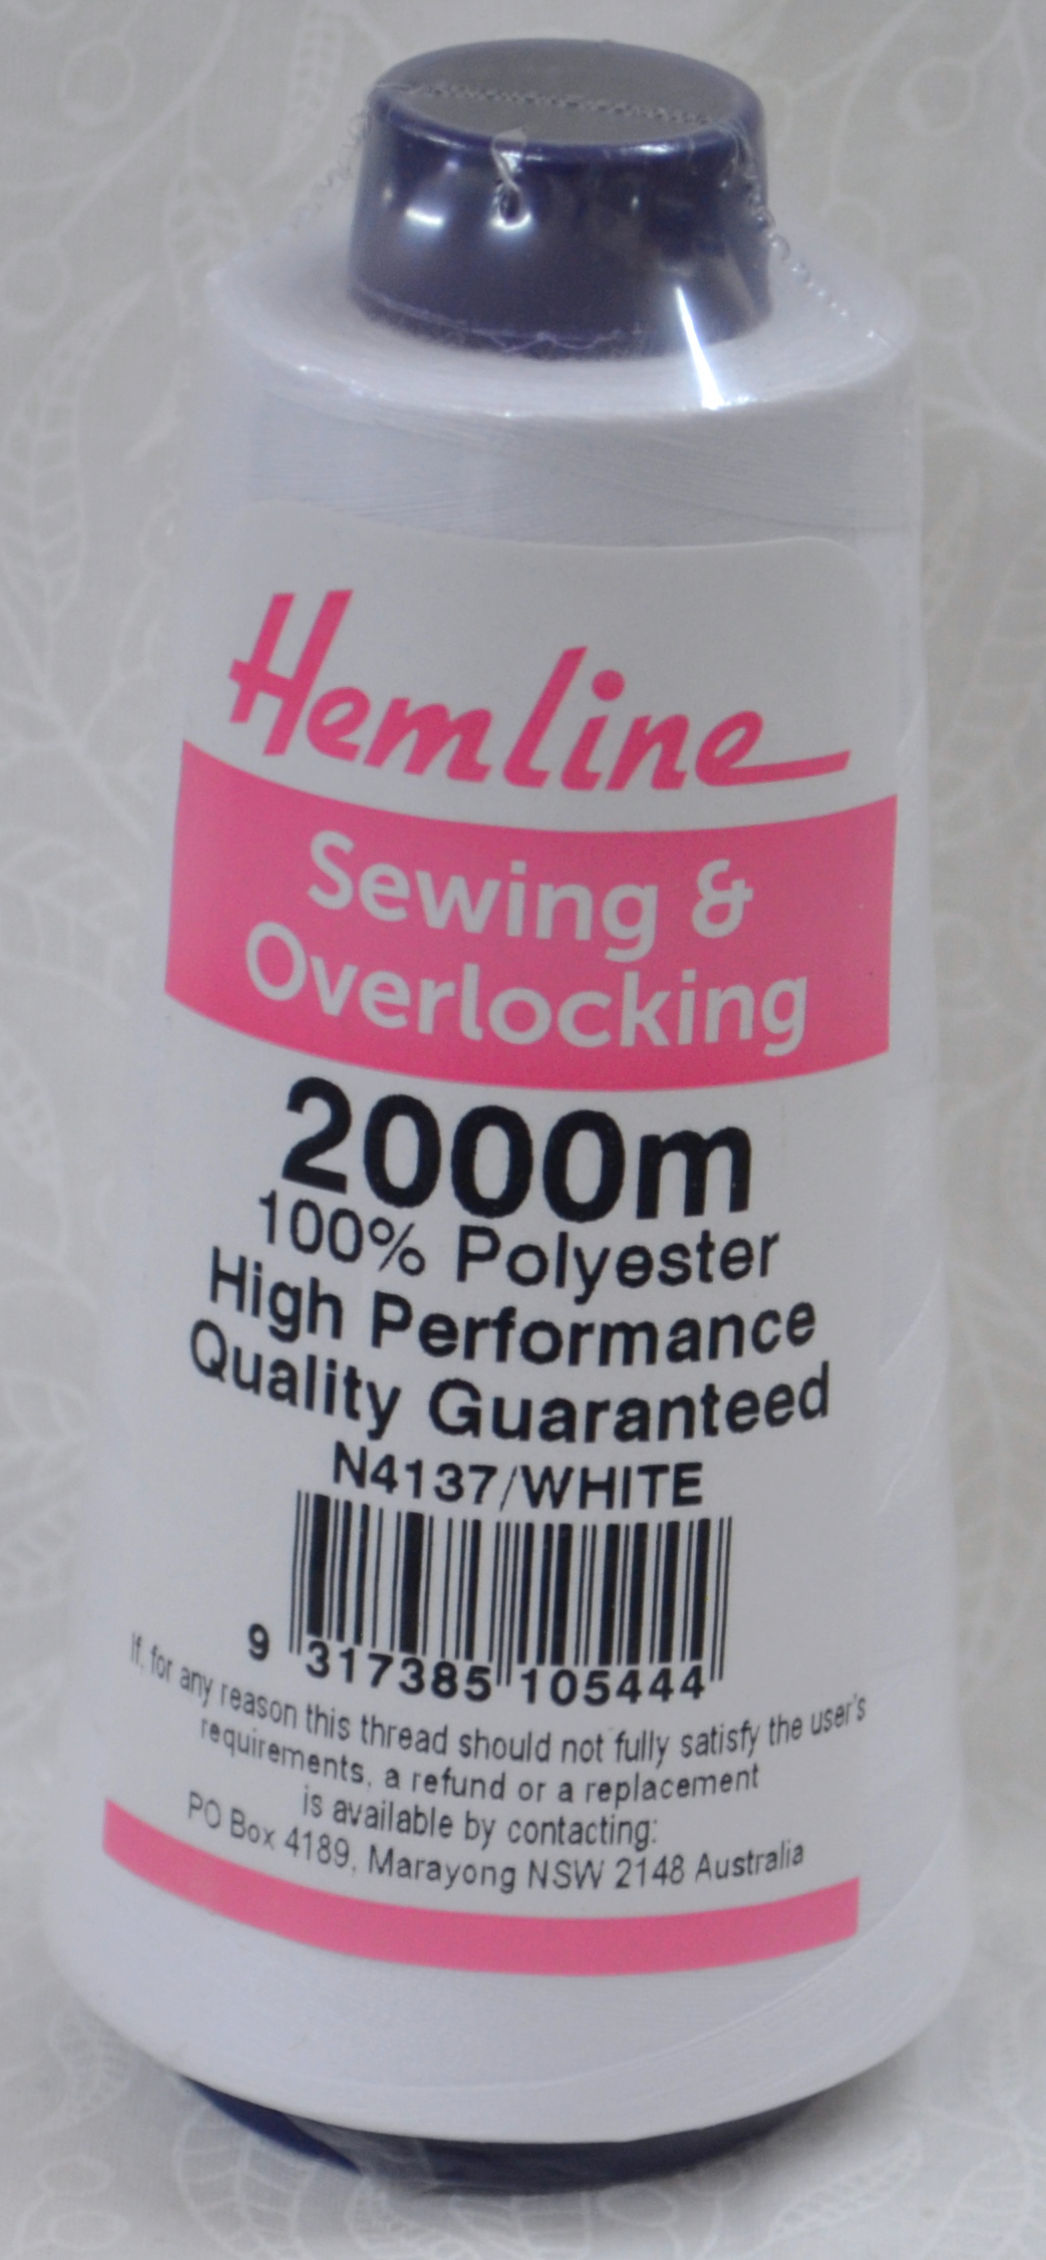 Hemline
Sewing &
Overlocking
2000m
100% Polyester
High Performance
Quality Guaranteed
N4137/WHITE
9 317385 105444
If, for any reason this thread should not fully satisfy the user's
requirements, a refund or a replacement
is available by contacting:
PO Box 4189, Marayong NSW 2148 Australia